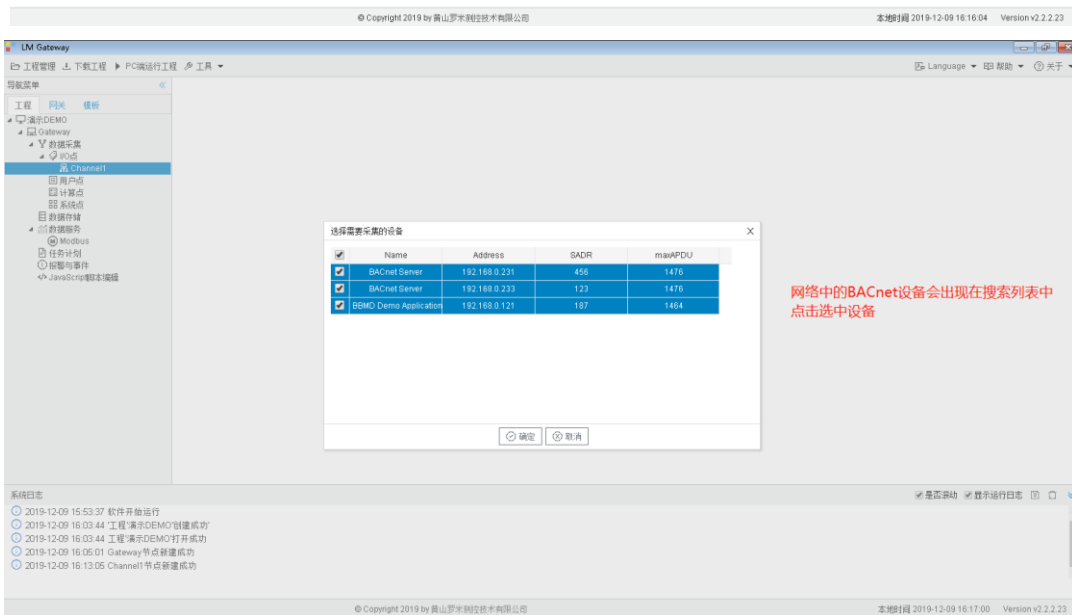 © Copyright 2019 by 黄山罗米测控技术有限公司 本地时间 2019-12-09 16:16:04 Version v2.2.2.23
LM Gateway
工程管理 下载工程 PC端运行工程 工具 Language 帮助 关于
导航菜单
工程 网关 模板
演示DEMO
Gateway
数据采集
I/O点
Channel1
用户点
计算点
系统点
数据存储
数据服务
Modbus
任务计划
报警与事件
JavaScript脚本编辑
选择需要采集的设备
Name Address SADR maxAPDU
BACnet Server 192.168.0.231 456 1476
BACnet Server 192.168.0.233 123 1476
BBMD Demo Application 192.168.0.121 187 1464
确定 取消
网络中的BACnet设备会出现在搜索列表中
点击选中设备
系统日志 是否滚动 显示运行日志
2019-12-09 15:53:37 软件开始运行
2019-12-09 16:03:44 '工程'演示DEMO'创建成功'
2019-12-09 16:03:44 工程'演示DEMO'打开成功
2019-12-09 16:05:01 Gateway节点新建成功
2019-12-09 16:13:05 Channel1节点新建成功
© Copyright 2019 by 黄山罗米测控技术有限公司 本地时间 2019-12-09 16:17:00 Version v2.2.2.23